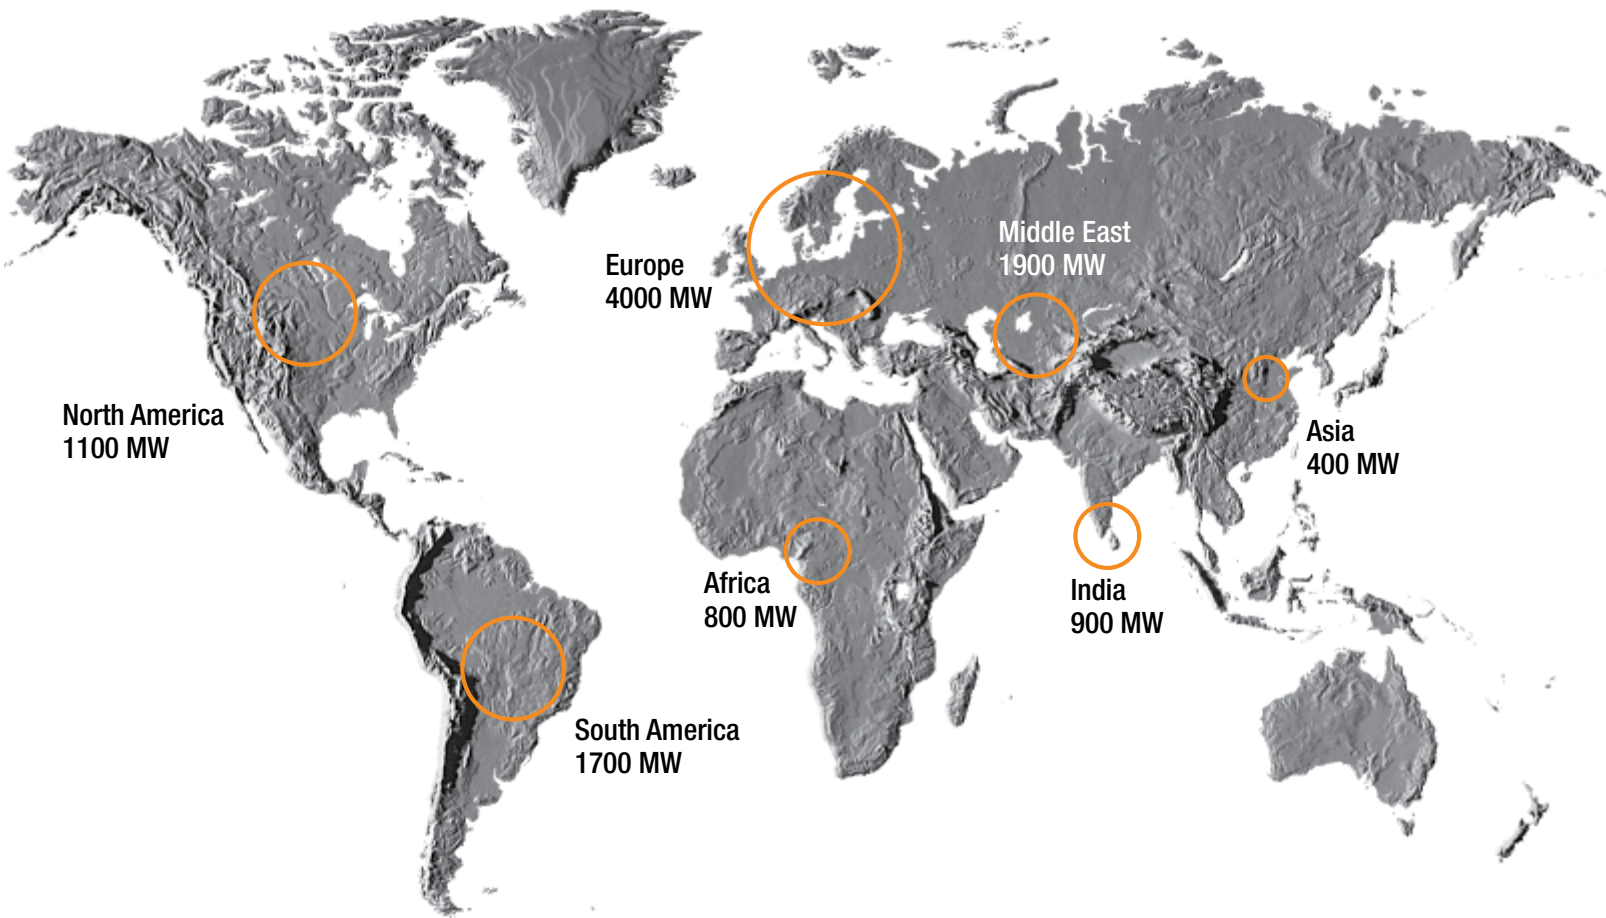 Middle East
1900 MW
Europe
4000 MW
North America
1100 MW
Asia
400 MW
Africa
800 MW
India
900 MW
South America
1700 MW